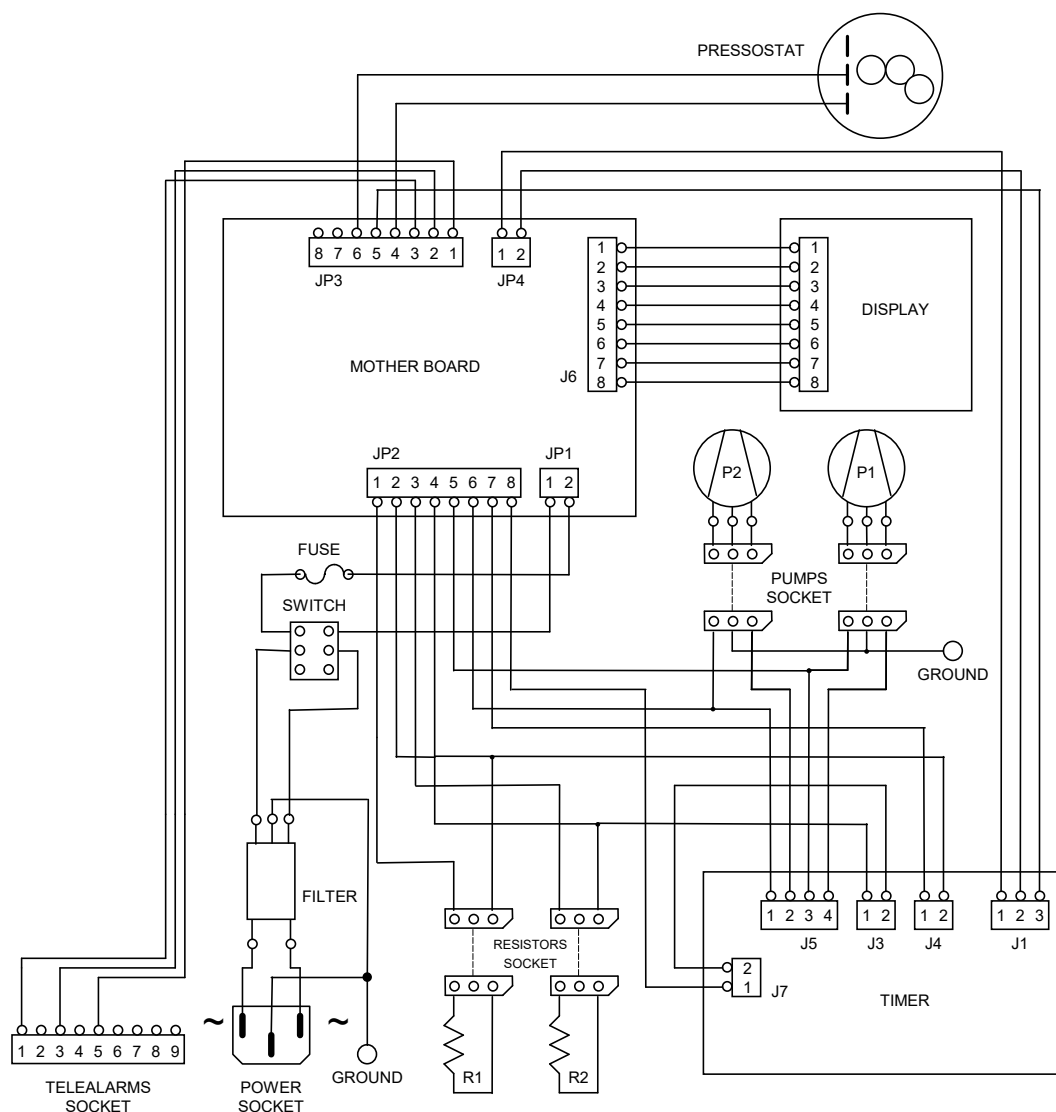 PRESSOSTAT
8 7 6 5 4 3 2 1
JP3
1 2
JP4
1
2
3
4
5
6
7
8
J6
1
2
3
4
5
6
7
8
DISPLAY
MOTHER BOARD
JP2
1 2 3 4 5 6 7 8
JP1
1 2
P2
P1
FUSE
SWITCH
PUMPS
SOCKET
GROUND
FILTER
RESISTORS
SOCKET
1 2 3 4
J5
1 2
J3
1 2
J4
1 2 3
J1
2
1
J7
TIMER
~
~
1 2 3 4 5 6 7 8 9
TELEALARMS
SOCKET
POWER
SOCKET
GROUND
R1
R2